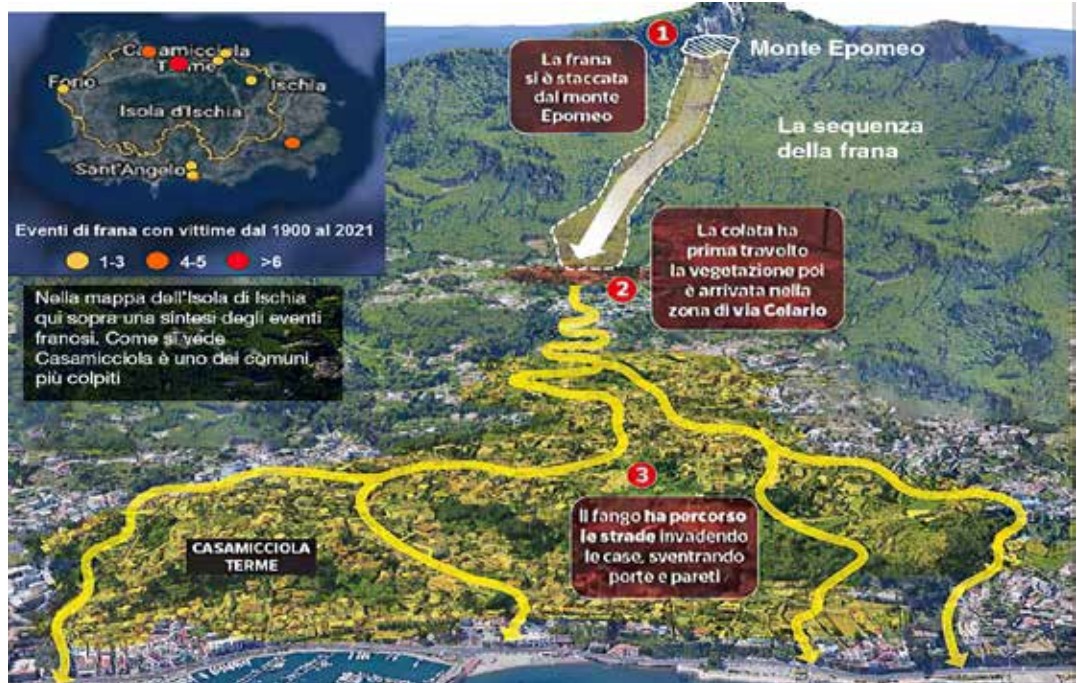 Casamicciola
Terme
Forio
Ischia
Isola d'Ischia
Sant'Angelo
Eventi di frana con vittime dal 1900 al 2021
1-3
4-5
>6
Nella mappa dell'Isola di Ischia
qui sopra una sintesi degli eventi
franosi. Come si vede
Casamicciola è uno dei comuni
più colpiti
1
La frana
si è staccata
dal monte
Epomeo
Monte Epomeo
La sequenza
della frana
2
La colata ha
prima travolto
la vegetazione poi
è arrivata nella
zona di via Celario
3
Il fango ha percorso
le strade invadendo
le case, sventrando
porte e pareti
CASAMICCIOLA
TERME